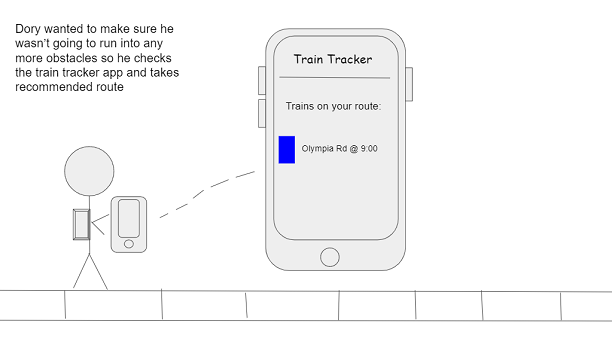 Dory wanted to make sure he
wasn't going to run into any
more obstacles so he checks
the train tracker app and takes
recommended route
Train Tracker
Trains on your route:
Olympia Rd @ 9:00